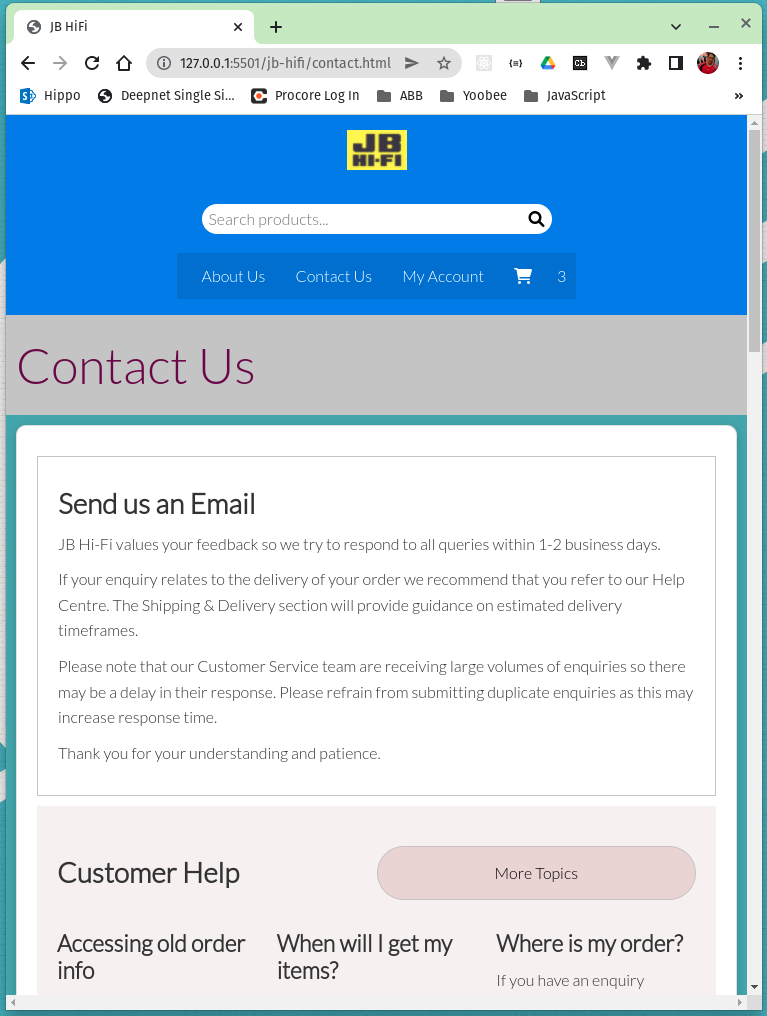 JB HiFi
127.0.0.1:5501/jb-hifi/contact.html
Hippo Deepnet Single Si... Procore Log In ABB Yoobee JavaScript »
JB
HI-FI
Search products...
About Us Contact Us My Account 3
Contact Us
Send us an Email
JB Hi-Fi values your feedback so we try to respond to all queries within 1-2 business days.
If your enquiry relates to the delivery of your order we recommend that you refer to our Help
Centre. The Shipping & Delivery section will provide guidance on estimated delivery
timeframes.
Please note that our Customer Service team are receiving large volumes of enquiries so there
may be a delay in their response. Please refrain from submitting duplicate enquiries as this may
increase response time.
Thank you for your understanding and patience.
Customer Help More Topics
Accessing old order
info
When will I get my
items?
Where is my order?
If you have an enquiry